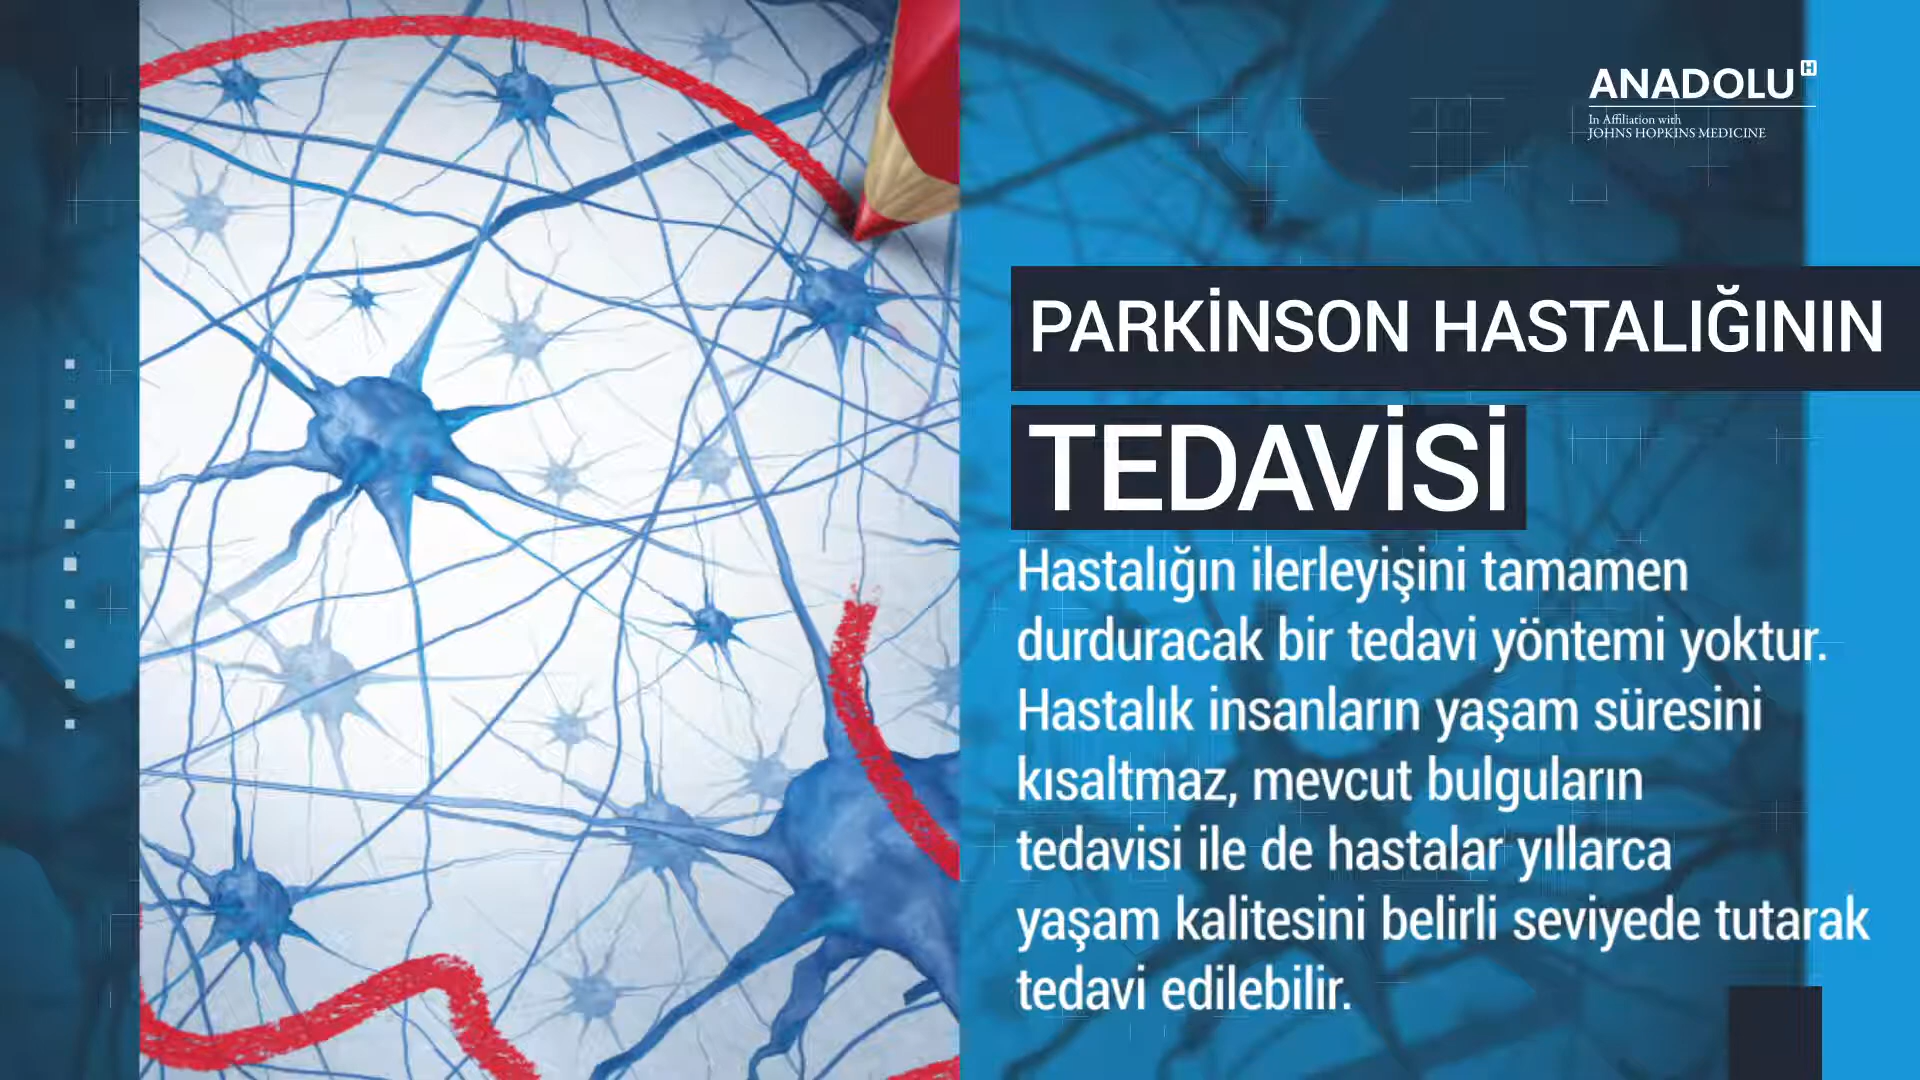 ANADOLU H
In Affiliation with
JOHNS HOPKINS MEDICINE
PARKİNSON HASTALIĞININ
TEDAVİSİ
Hastalığın ilerleyişini tamamen
durduracak bir tedavi yöntemi yoktur.
Hastalık insanların yaşam süresini
kısaltmaz, mevcut bulguların
tedavisi ile de hastalar yıllarca
yaşam kalitesini belirli seviyede tutarak
tedavi edilebilir.